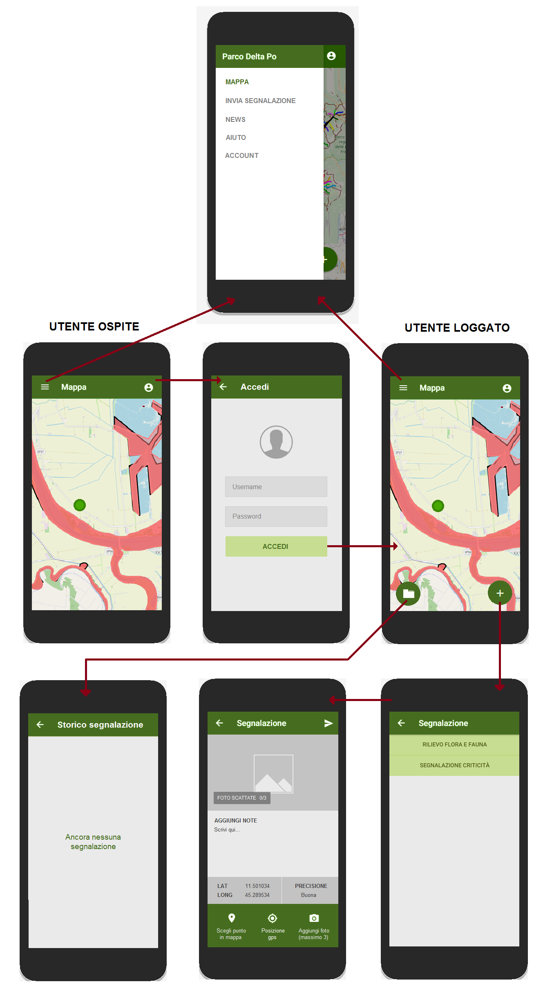 Parco Delta Po
MAPPA
INVIA SEGNALAZIONE
NEWS
AIUTO
ACCOUNT
Parco
delle
UTENTE OSPITE
UTENTE LOGGATO
Mappa
SP37
SP66
Accedi
Username
Password
ACCEDI
Mappa
SP37
SP66
Storico segnalazione
Ancora nessuna
segnalazione
Segnalazione
FOTO SCATTATE 0/3
AGGIUNGI NOTE
Scrivi qui...
LAT 11.501034
LONG 45.289534
PRECISIONE
Buona
Scegli punto
in mappa
Posizione
gps
Aggiungi foto
(massimo 3)
Segnalazione
RILIEVO FLORA E FAUNA
SEGNALAZIONE CRITICITÀ